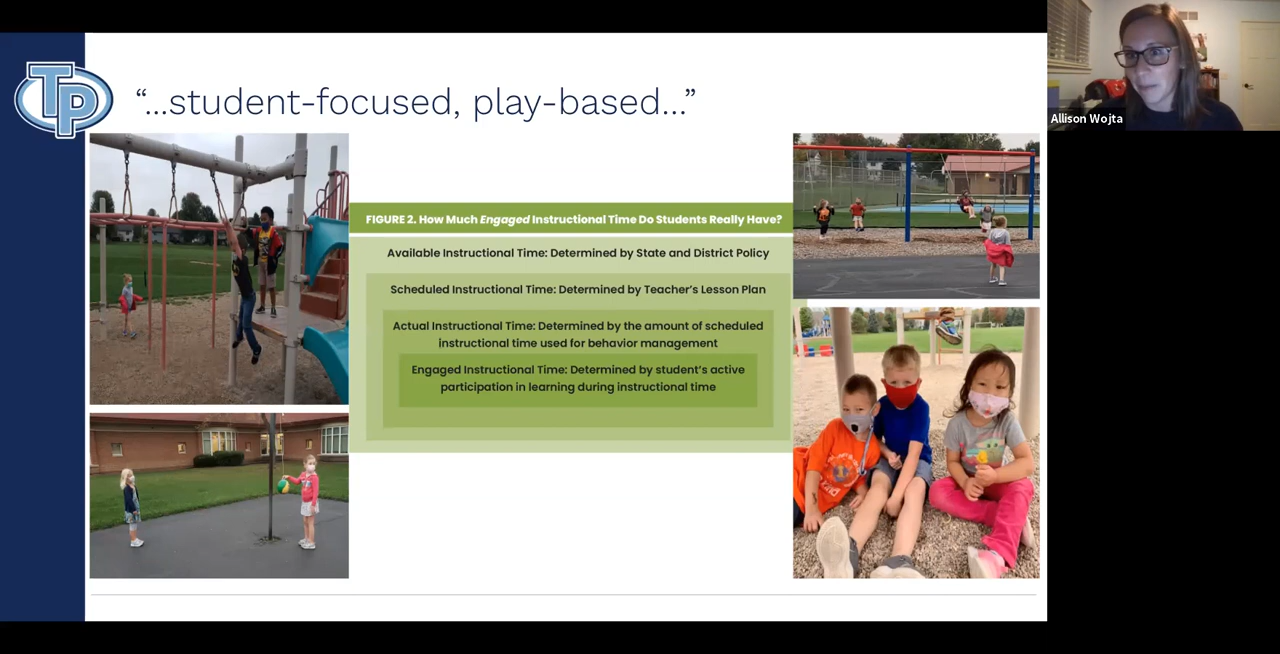 TP
“...student-focused, play-based...”
Allison Wojta
FIGURE 2. How Much Engaged Instructional Time Do Students Really Have?
Available Instructional Time: Determined by State and District Policy
Scheduled Instructional Time: Determined by Teacher’s Lesson Plan
Actual Instructional Time: Determined by the amount of scheduled
instructional time used for behavior management
Engaged Instructional Time: Determined by student’s active
participation in learning during instructional time